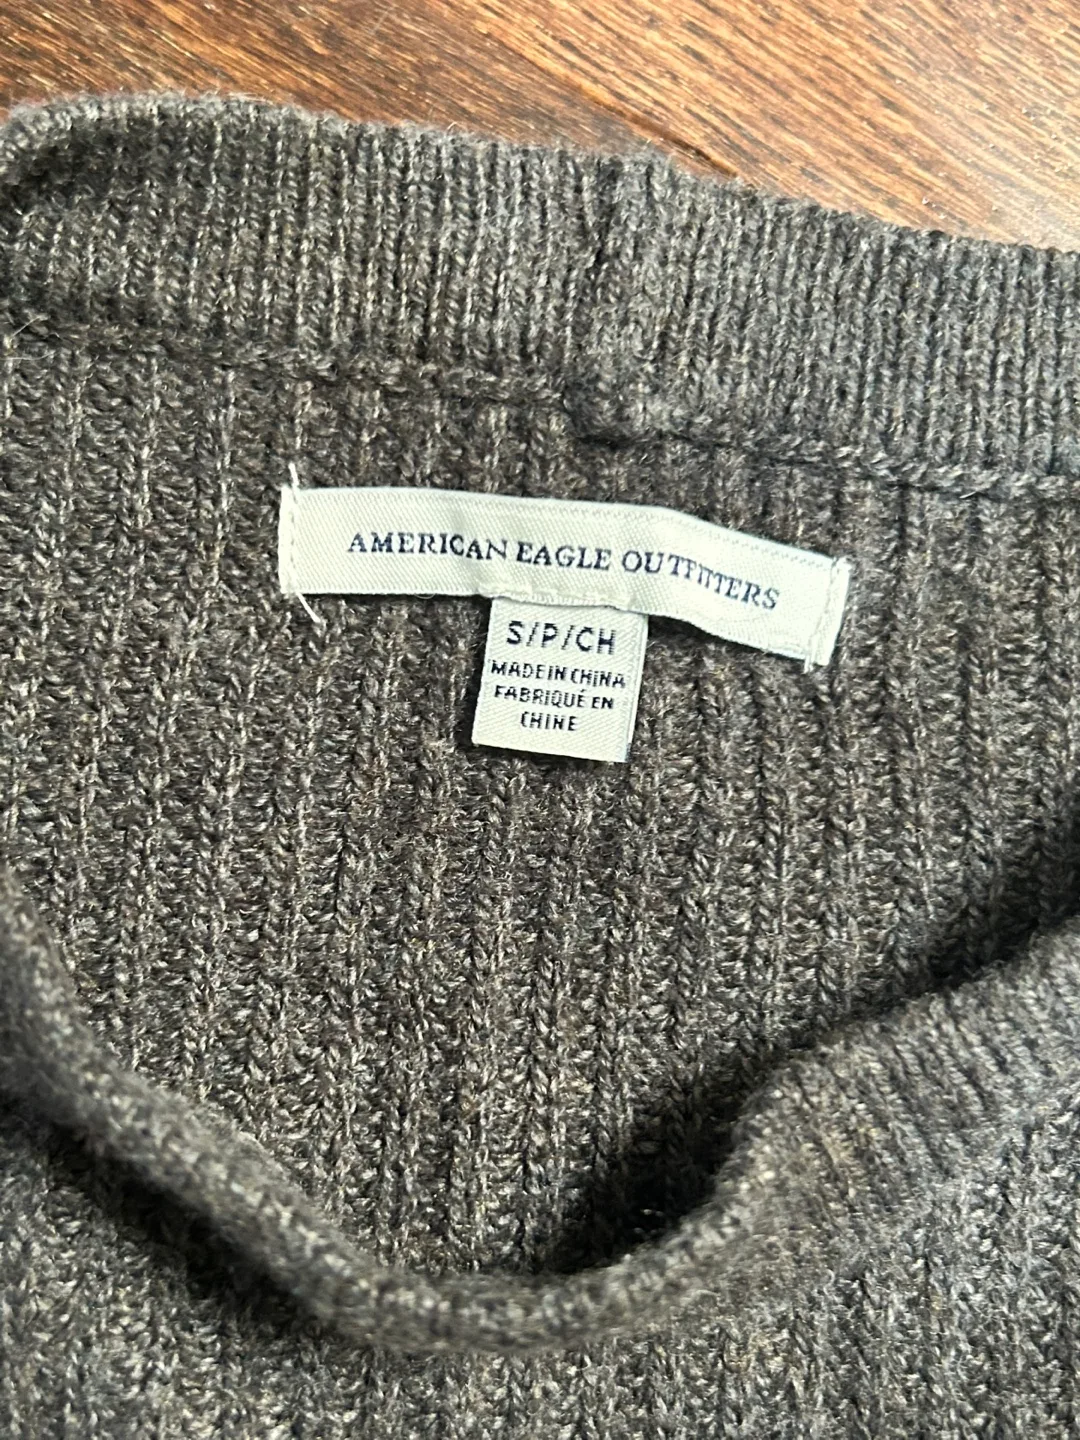 AMERICAN EAGLE OUTFITTERS
S/P/CH
MADE IN CHINA
FABRIQUÉ EN
CHINE